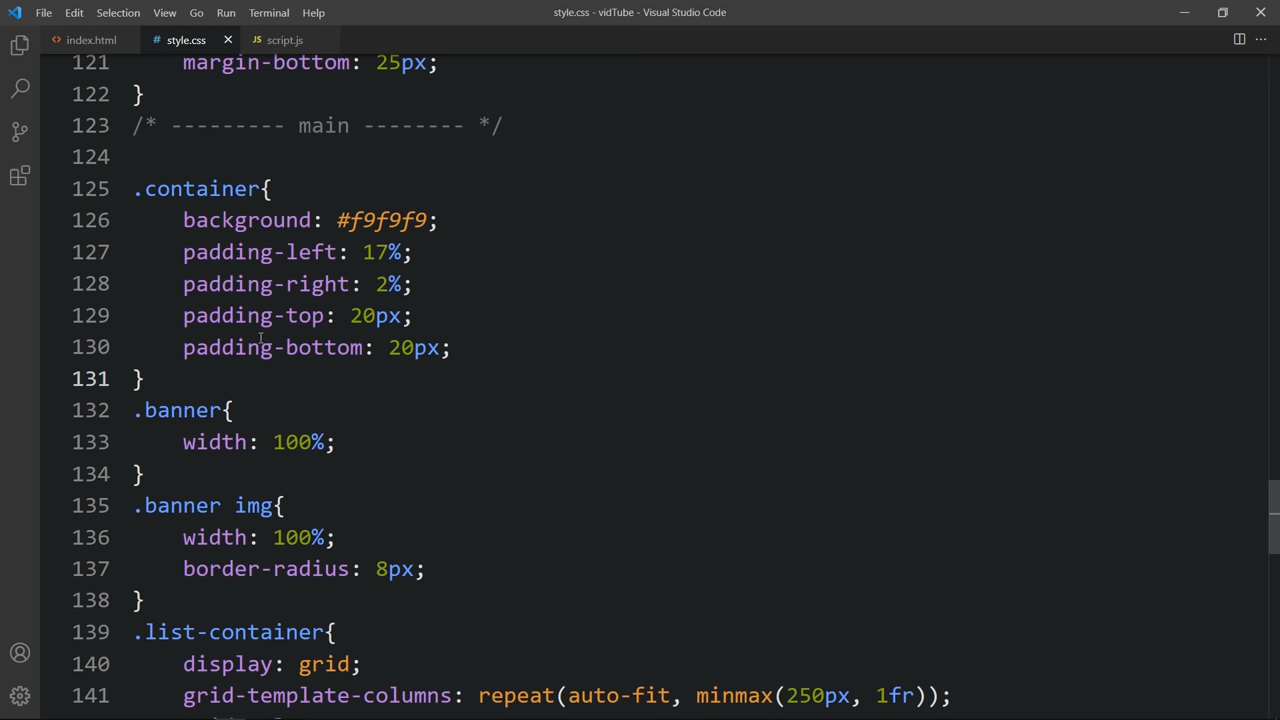 File Edit Selection View Go Run Terminal Help style.css - vidTube - Visual Studio Code
<> index.html # style.css × JS script.js
121 margin-bottom: 25px;
122 }
123 /* --------- main -------- */
124
125 .container{
126 background: #f9f9f9;
127 padding-left: 17%;
128 padding-right: 2%;
129 padding-top: 20px;
130 padding-bottom: 20px;
131 }
132 .banner{
133 width: 100%;
134 }
135 .banner img{
136 width: 100%;
137 border-radius: 8px;
138 }
139 .list-container{
140 display: grid;
141 grid-template-columns: repeat(auto-fit, minmax(250px, 1fr));